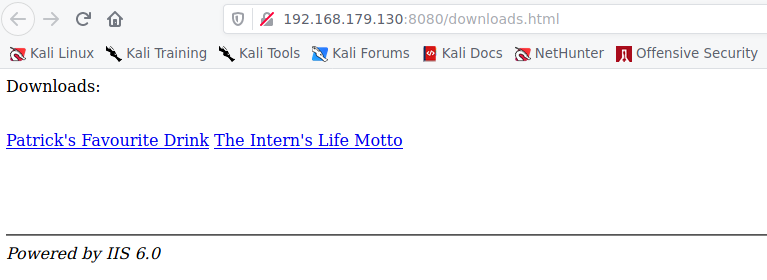 192.168.179.130:8080/downloads.html
Kali Linux Kali Training Kali Tools Kali Forums Kali Docs NetHunter Offensive Security
Downloads:
Patrick's Favourite Drink The Intern's Life Motto
Powered by IIS 6.0